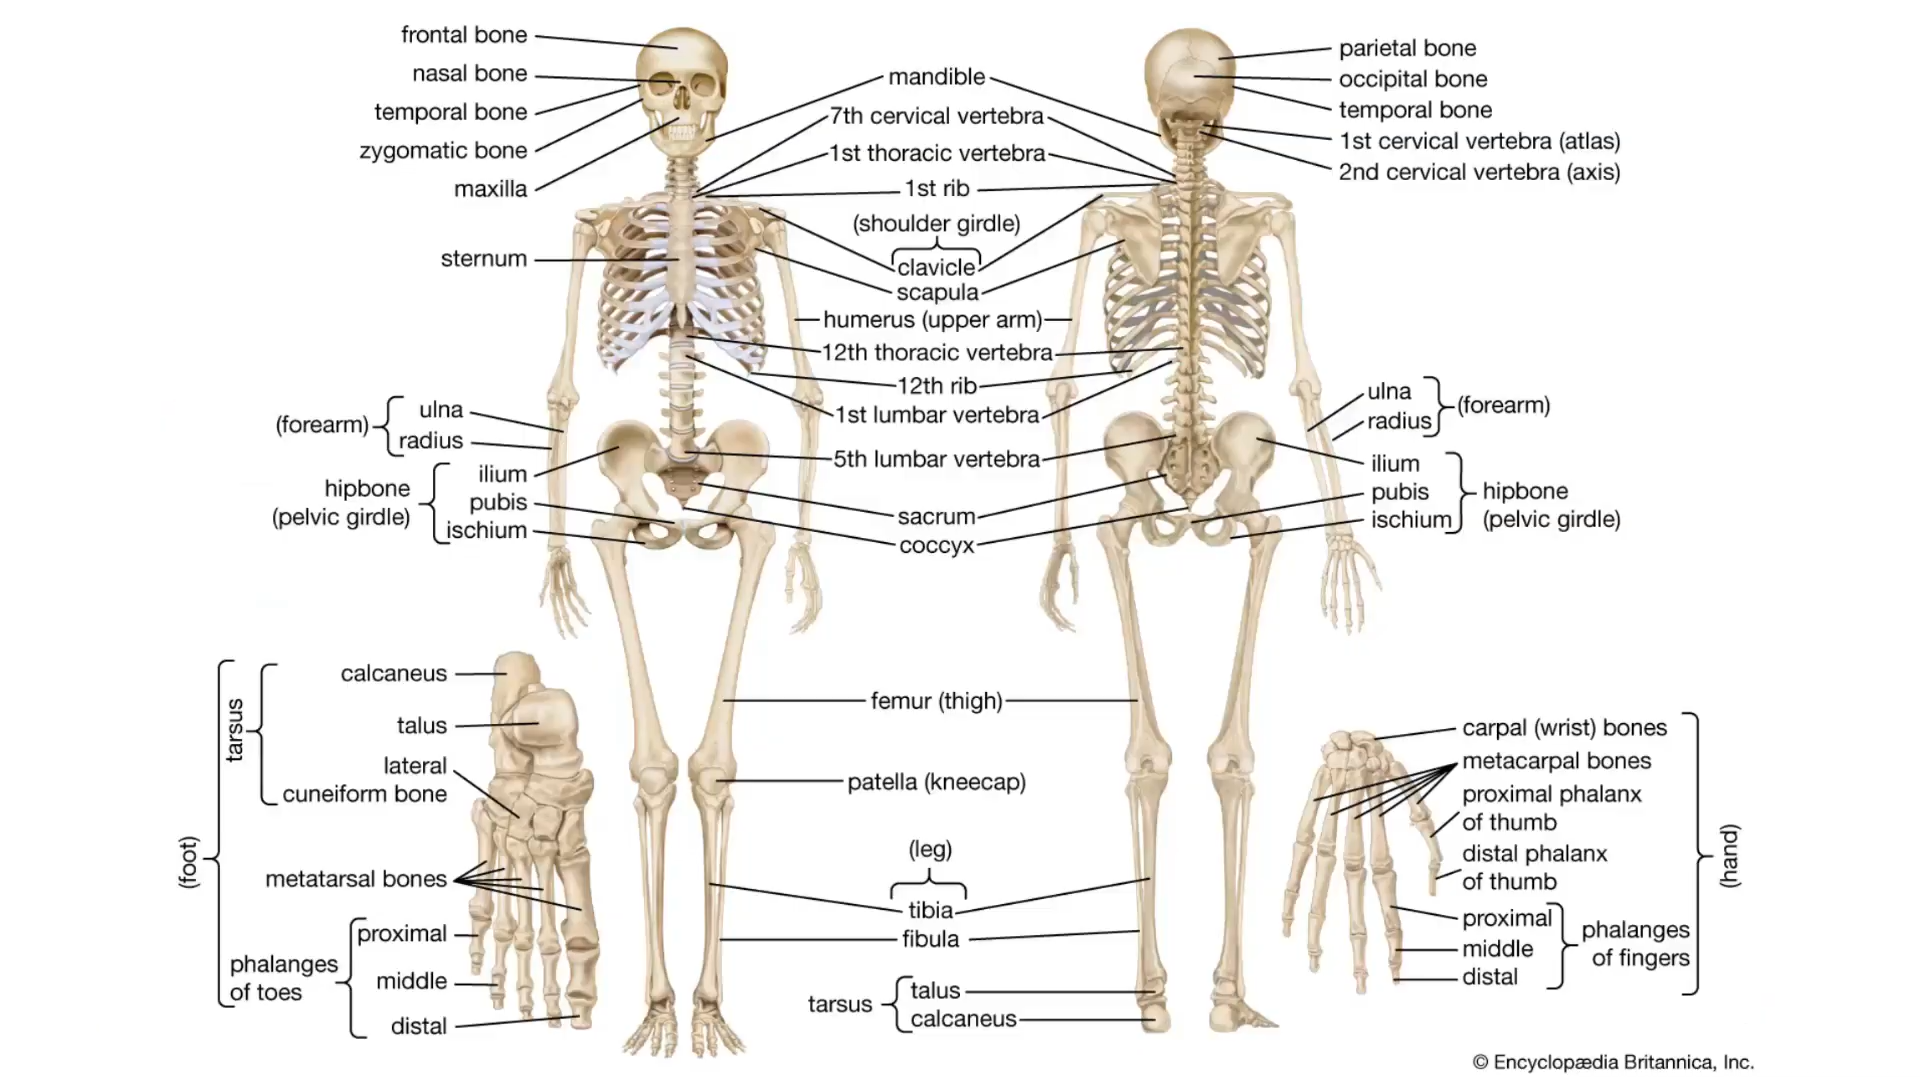 frontal bone
nasal bone
temporal bone
zygomatic bone
maxilla
sternum
(forearm)
ulna
radius
hipbone
(pelvic girdle)
ilium
pubis
ischium
mandible
7th cervical vertebra
1st thoracic vertebra
1st rib
(shoulder girdle)
clavicle
scapula
humerus (upper arm)
12th thoracic vertebra
12th rib
1st lumbar vertebra
5th lumbar vertebra
sacrum
coccyx
parietal bone
occipital bone
temporal bone
1st cervical vertebra (atlas)
2nd cervical vertebra (axis)
ulna
radius
(forearm)
ilium
pubis
ischium
hipbone
(pelvic girdle)
(foot)
tarsus
calcaneus
talus
lateral
cuneiform bone
metatarsal bones
phalanges
of toes
proximal
middle
distal
femur (thigh)
patella (kneecap)
(leg)
tibia
fibula
tarsus
talus
calcaneus
carpal (wrist) bones
metacarpal bones
proximal phalanx
of thumb
distal phalanx
of thumb
proximal
middle
distal
phalanges
of fingers
(hand)
© Encyclopædia Britannica, Inc.